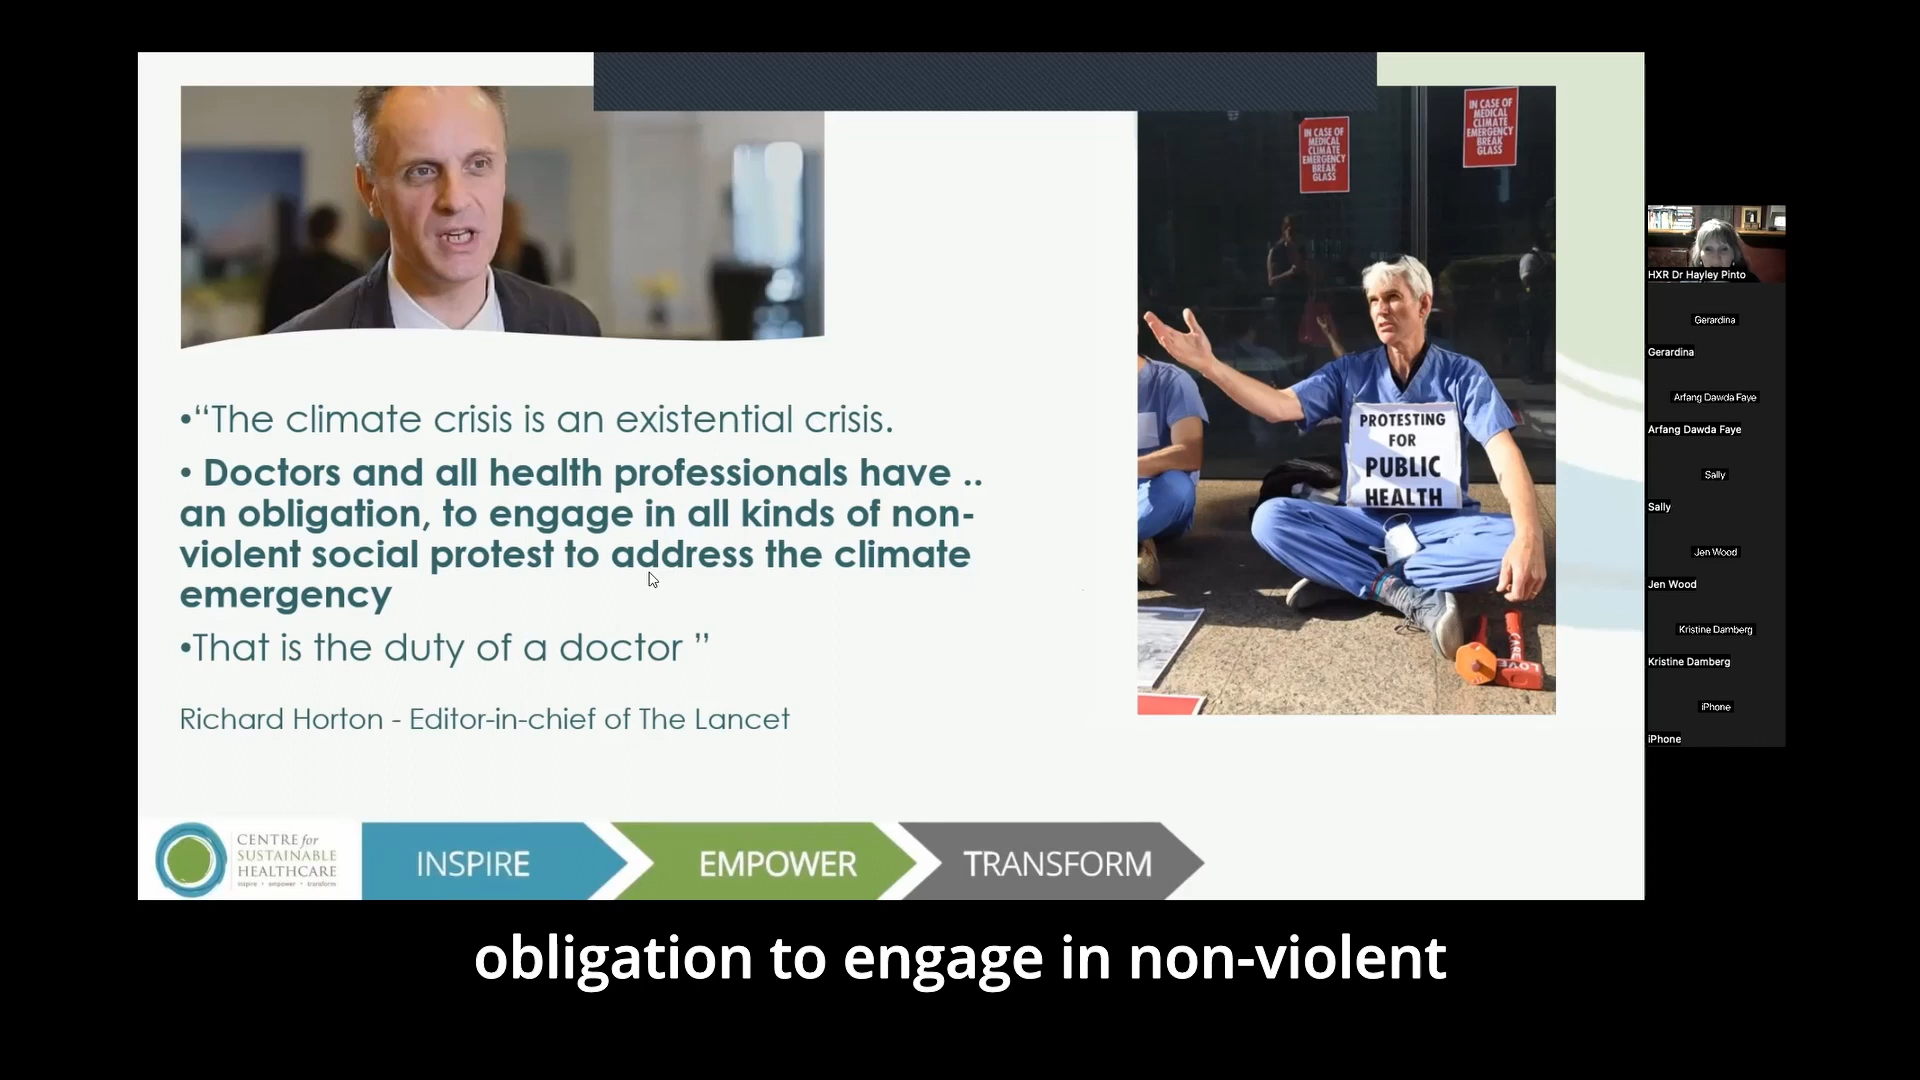 IN CASE OF
MEDICAL
CLIMATE
EMERGENCY
BREAK
GLASS
IN CASE OF
MEDICAL
CLIMATE
EMERGENCY
BREAK
GLASS
PROTESTING
FOR
PUBLIC
HEALTH
CARE
LOVE
•“The climate crisis is an existential crisis.
• Doctors and all health professionals have ..
an obligation, to engage in all kinds of non-
violent social protest to address the climate
emergency
•That is the duty of a doctor ”
Richard Horton - Editor-in-chief of The Lancet
CENTRE for
SUSTAINABLE
HEALTHCARE
inspire • empower • transform
INSPIRE
EMPOWER
TRANSFORM
HXR Dr Hayley Pinto
Gerardina
Gerardina
Arfang Dawda Faye
Arfang Dawda Faye
Sally
Sally
Jen Wood
Jen Wood
Kristine Damberg
Kristine Damberg
iPhone
iPhone
obligation to engage in non-violent